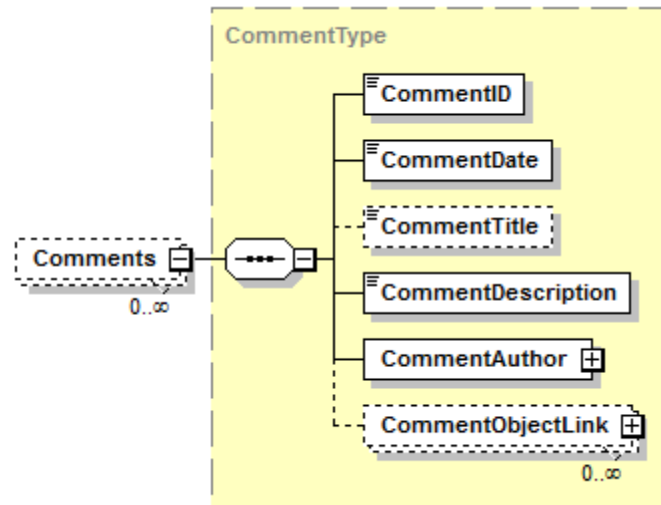 CommentType
CommentID
CommentDate
CommentTitle
Comments
0..∞
CommentDescription
CommentAuthor
CommentObjectLink
0..∞